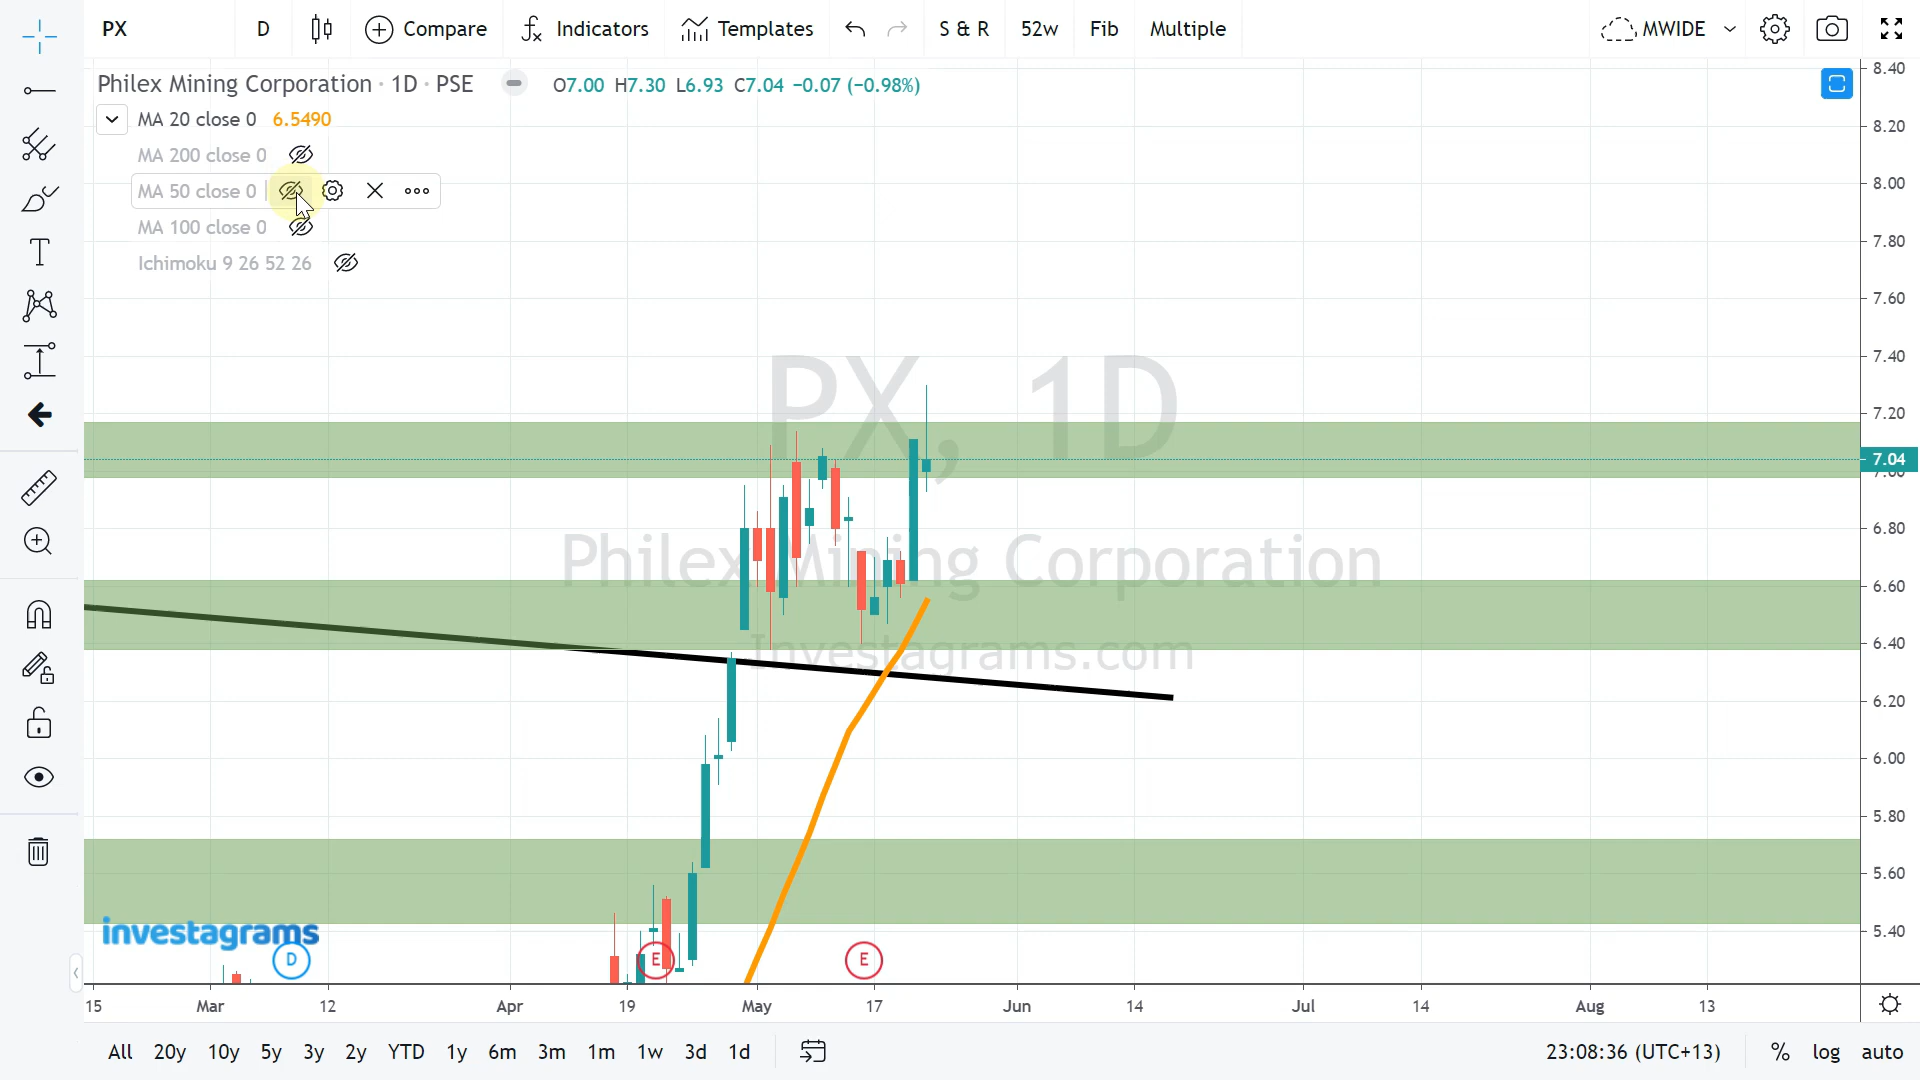 PX D Compare Indicators Templates S & R 52w Fib Multiple MWIDE
Philex Mining Corporation · 1D · PSE O7.00 H7.30 L6.93 C7.04 −0.07 (−0.98%)
MA 20 close 0 6.5490
MA 200 close 0
MA 50 close 0
MA 100 close 0
Ichimoku 9 26 52 26
PX, 1D
Philex Mining Corporation
Investagrams.com
8.40
8.20
8.00
7.80
7.60
7.40
7.20
7.04
7.00
6.80
6.60
6.40
6.20
6.00
5.80
5.60
5.40
investagrams
D E E
15 Mar 12 Apr 19 May 17 Jun 14 Jul 14 Aug 13
All 20y 10y 5y 3y 2y YTD 1y 6m 3m 1m 1w 3d 1d 23:08:36 (UTC+13) % log auto